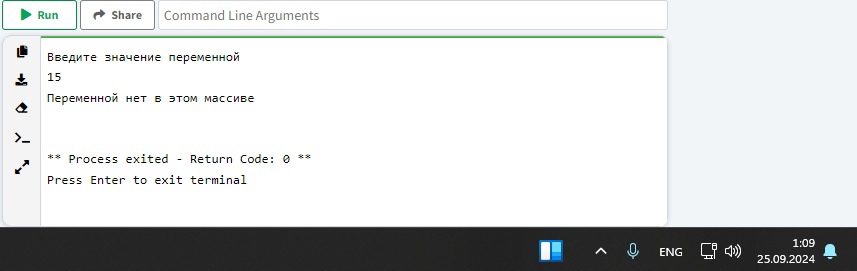 Run
Share
Command Line Arguments
Введите значение переменной
15
Переменной нет в этом массиве
** Process exited - Return Code: 0 **
Press Enter to exit terminal
ENG
1:09
25.09.2024